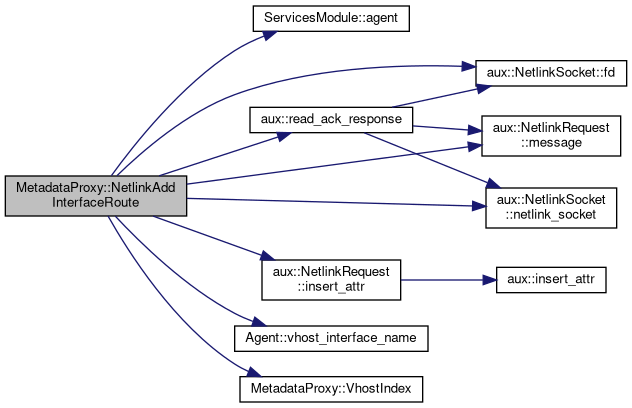 ServicesModule::agent
aux::NetlinkSocket::fd
aux::read_ack_response
aux::NetlinkRequest
::message
MetadataProxy::NetlinkAdd
InterfaceRoute
aux::NetlinkSocket
::netlink_socket
aux::NetlinkRequest
::insert_attr
aux::insert_attr
Agent::vhost_interface_name
MetadataProxy::VhostIndex